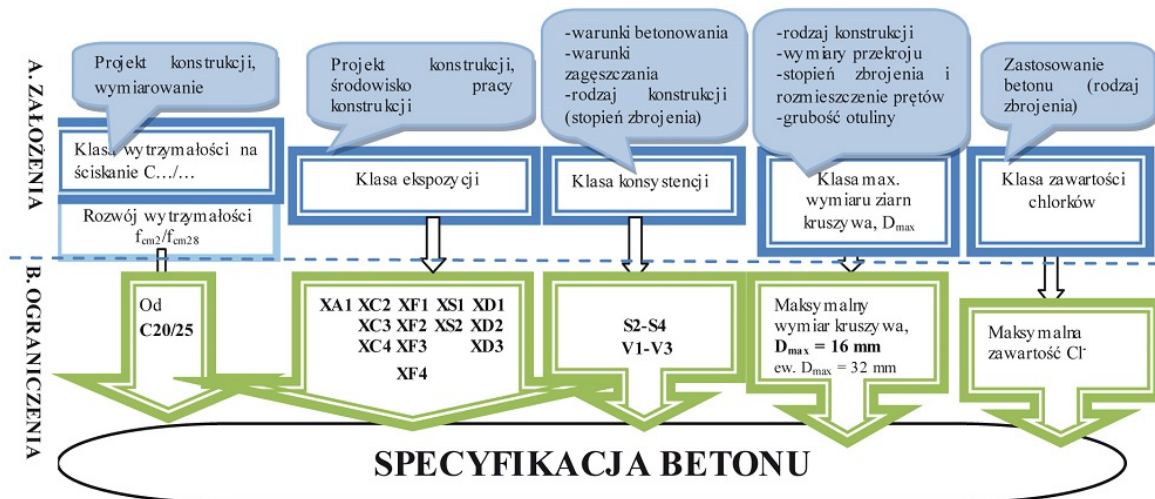 A. ZAŁOŻENIA
Projekt konstrukcji,
wymiarowanie
Klasa wytrzymałości na
ściskanie C…/…
Rozwój wytrzymałości
fcm2/fcm28
Projekt konstrukcji,
środowisko pracy
konstrukcji
Klasa ekspozycji
-warunki betonowania
-warunki
zagęszczania
-rodzaj konstrukcji
(stopień zbrojenia)
Klasa konsystencji
-rodzaj konstrukcji
-wymiary przekroju
-stopień zbrojenia i
rozmieszczenie prętów
-grubość otuliny
Klasa max.
wymiaru ziarn
kruszywa, Dmax
Zastosowanie
betonu (rodzaj
zbrojenia)
Klasa zawartości
chlorków
B. OGRANICZENIA
Od
C20/25
XA1 XC2 XF1 XS1 XD1
XC3 XF2 XS2 XD2
XC4 XF3 XD3
XF4
S2-S4
V1-V3
Maksymalny
wymiar kruszywa,
Dmax = 16 mm
ew. Dmax = 32 mm
Maksymalna
zawartość Cl-
SPECYFIKACJA BETONU